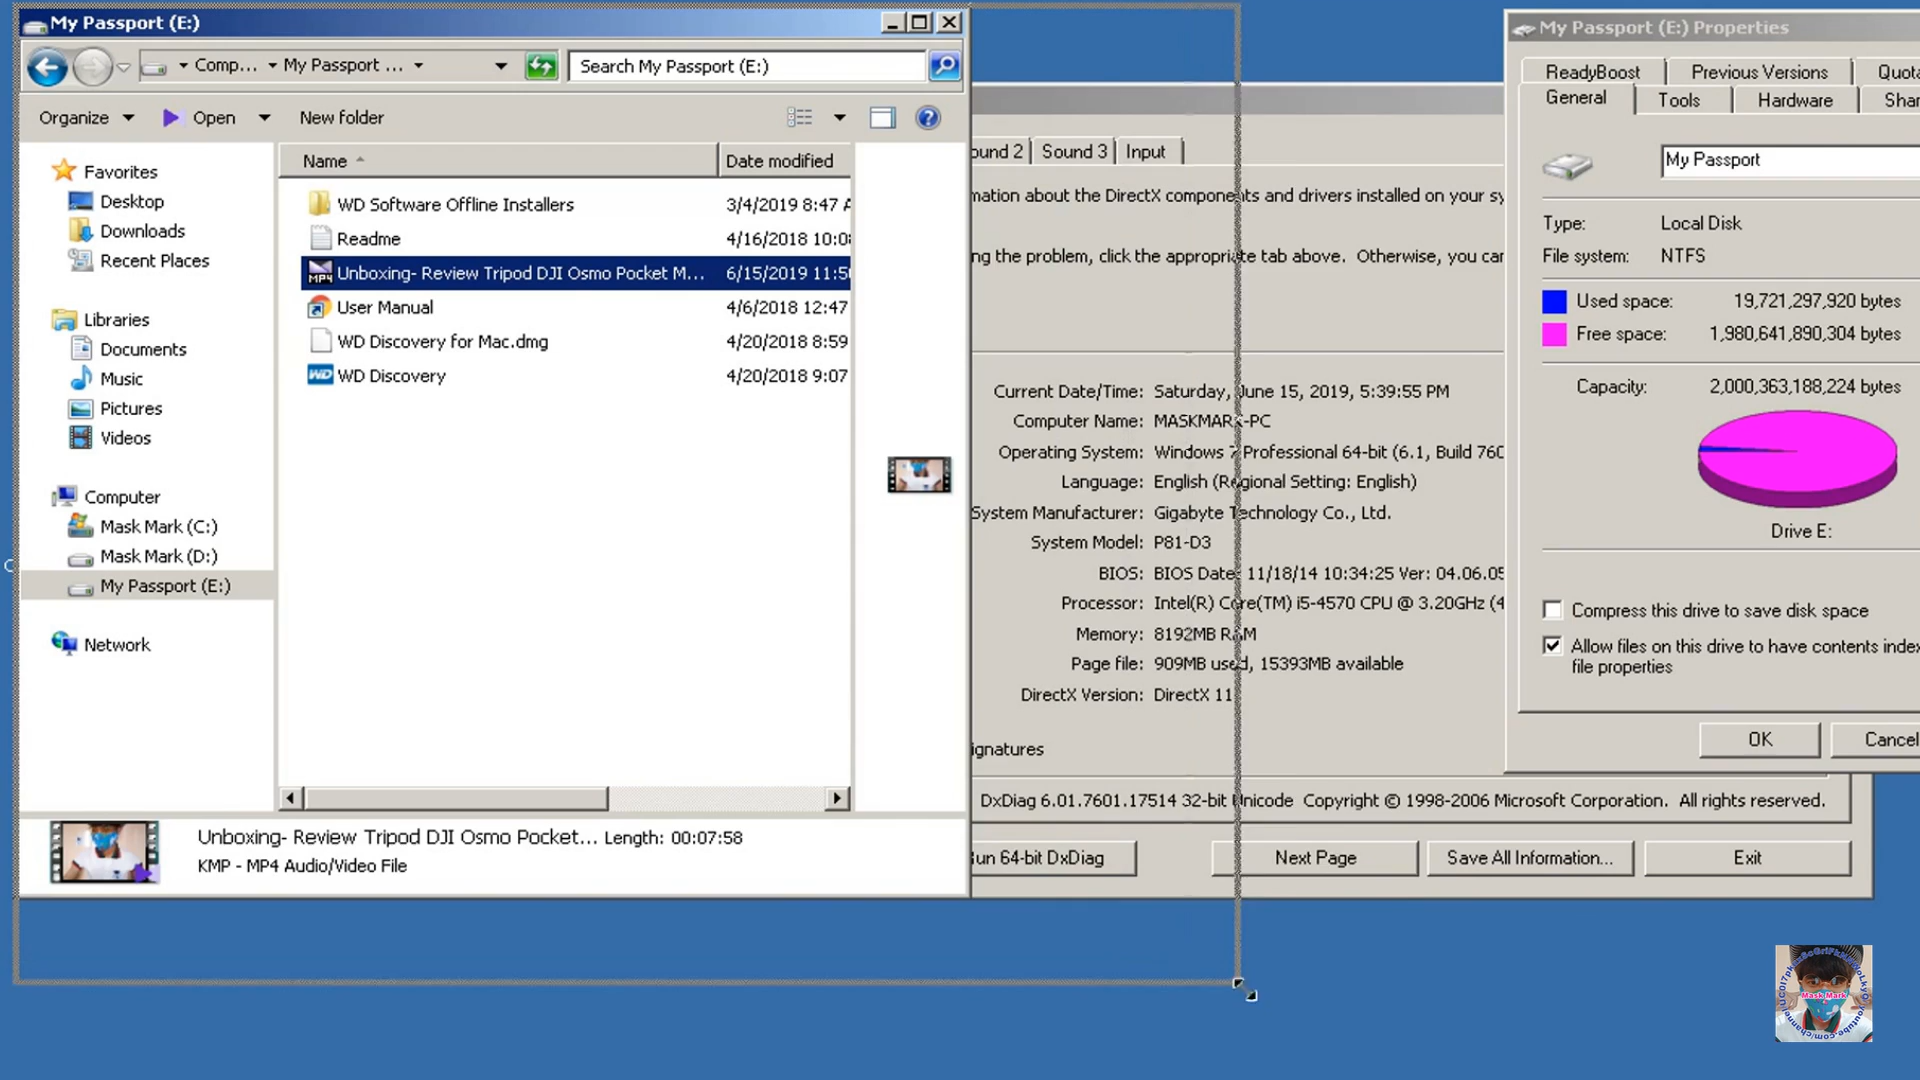 My Passport (E:)
Comp... My Passport ...
Search My Passport (E:)
Organize Open New folder
Name Date modified
Favorites
Desktop
Downloads
Recent Places
Libraries
Documents
Music
Pictures
Videos
Computer
Mask Mark (C:)
Mask Mark (D:)
My Passport (E:)
Network
WD Software Offline Installers 3/4/2019 8:47 A
Readme 4/16/2018 10:0
MP4 Unboxing- Review Tripod DJI Osmo Pocket M... 6/15/2019 11:5
User Manual 4/6/2018 12:47
WD Discovery for Mac.dmg 4/20/2018 8:59
WD WD Discovery 4/20/2018 9:07
Unboxing- Review Tripod DJI Osmo Pocket... Length: 00:07:58
KMP - MP4 Audio/Video File
ound 2 Sound 3 Input
mation about the DirectX components and drivers installed on your sy
ng the problem, click the appropriate tab above. Otherwise, you can
Current Date/Time: Saturday, June 15, 2019, 5:39:55 PM
Computer Name: MASKMARK-PC
Operating System: Windows 7 Professional 64-bit (6.1, Build 760
Language: English (Regional Setting: English)
System Manufacturer: Gigabyte Technology Co., Ltd.
System Model: P81-D3
BIOS: BIOS Date: 11/18/14 10:34:25 Ver: 04.06.05
Processor: Intel(R) Core(TM) i5-4570 CPU @ 3.20GHz (4
Memory: 8192MB RAM
Page file: 909MB used, 15393MB available
DirectX Version: DirectX 11
ignatures
DxDiag 6.01.7601.17514 32-bit Unicode Copyright © 1998-2006 Microsoft Corporation. All rights reserved.
un 64-bit DxDiag
Next Page
Save All Information...
Exit
My Passport (E:) Properties
ReadyBoost Previous Versions Quota
General Tools Hardware Shar
My Passport
Type: Local Disk
File system: NTFS
Used space: 19,721,297,920 bytes
Free space: 1,980,641,890,304 bytes
Capacity: 2,000,363,188,224 bytes
Drive E:
Compress this drive to save disk space
Allow files on this drive to have contents index
file properties
OK
Cancel
Mask Mark